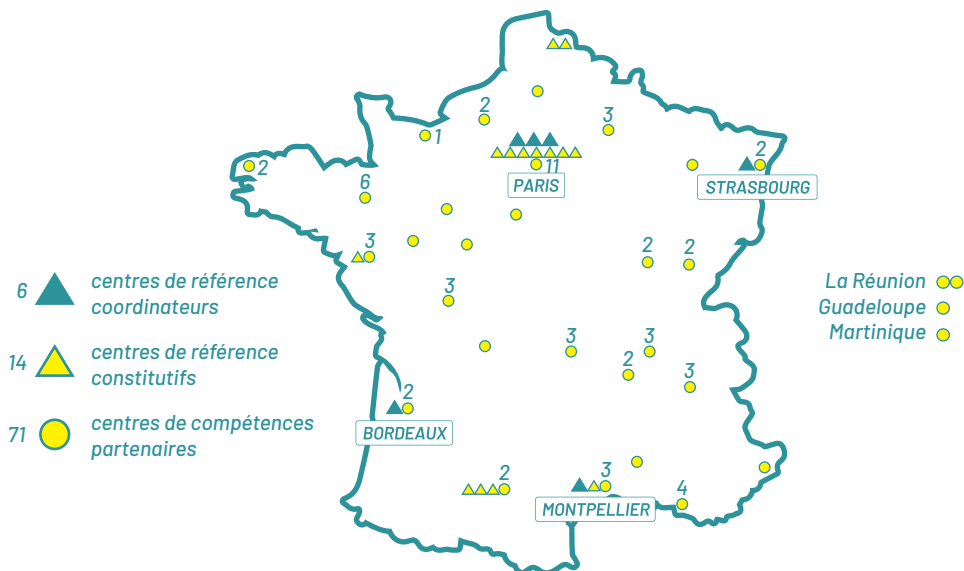 2
3
1
2
11
PARIS
2
STRASBOURG
6
3
2
2
3
6 centres de référence
coordinateurs
14 centres de référence
constitutifs
71 centres de compétences
partenaires
La Réunion
Guadeloupe
Martinique
3
3
2
3
2
BORDEAUX
2
3
4
MONTPELLIER